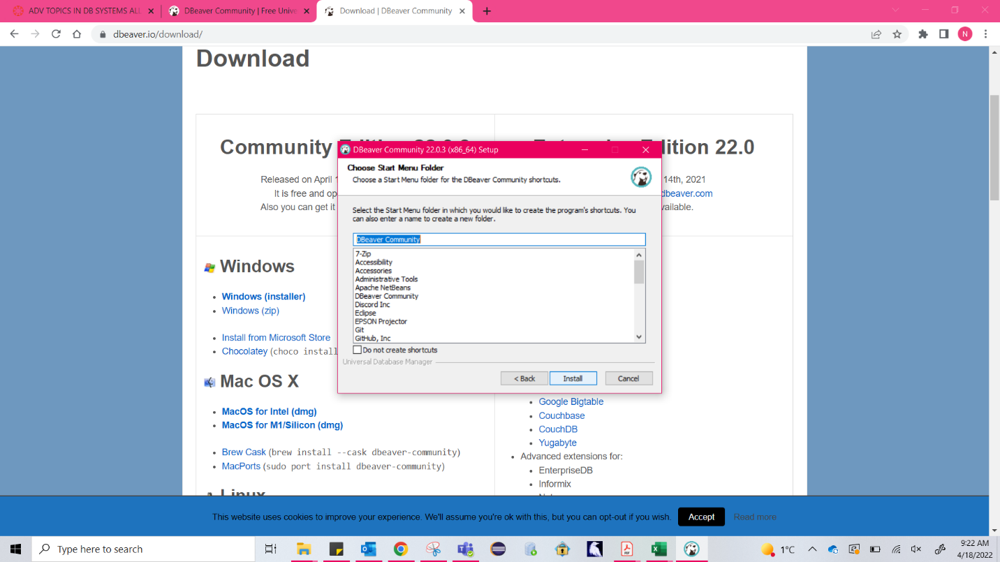 ADV TOPICS IN DB SYSTEMS ALL
DBeaver Community | Free Unive
Download | DBeaver Community
dbeaver.io/download/
N
Download
Community
Edition 22.0
Released on April
14th, 2021
It is free and op
dbeaver.com
Also you can get it
vailable.
DBeaver Community 22.0.3 (x86_64) Setup
Choose Start Menu Folder
Choose a Start Menu folder for the DBeaver Community shortcuts.
Select the Start Menu folder in which you would like to create the program's shortcuts. You
can also enter a name to create a new folder.
DBeaver Community
7-Zip
Accessibility
Accessories
Administrative Tools
Apache NetBeans
DBeaver Community
Discord Inc
Eclipse
EPSON Projector
Git
GitHub, Inc
Do not create shortcuts
Universal Database Manager
< Back
Install
Cancel
Windows
Windows (installer)
Windows (zip)
Install from Microsoft Store
Chocolatey (choco install
Mac OS X
MacOS for Intel (dmg)
MacOS for M1/Silicon (dmg)
Brew Cask (brew install --cask dbeaver-community)
MacPorts (sudo port install dbeaver-community)
Linux
Google Bigtable
Couchbase
CouchDB
Yugabyte
Advanced extensions for:
EnterpriseDB
Informix
This website uses cookies to improve your experience. We'll assume you're ok with this, but you can opt-out if you wish.
Accept
Read more
Type here to search
1°C
9:22 AM
4/18/2022